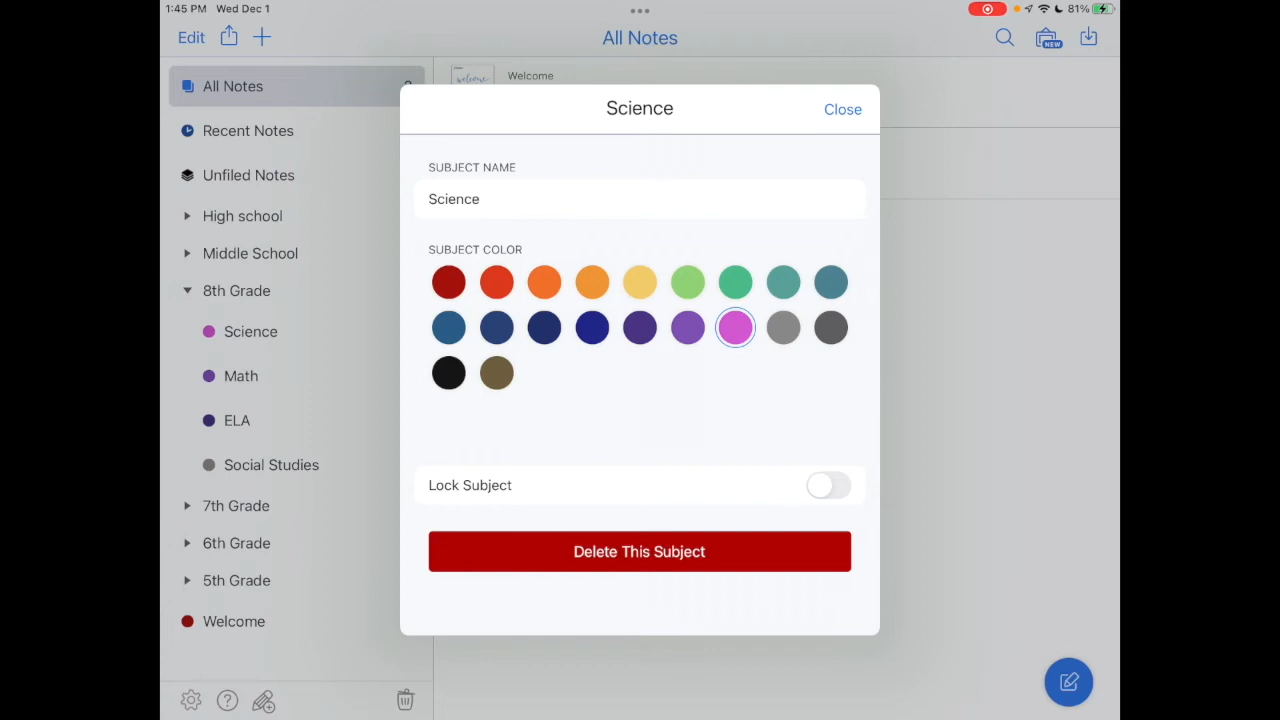 1:45 PM Wed Dec 1
81%
Edit
All Notes
NEW
All Notes
Recent Notes
Unfiled Notes
High school
Middle School
8th Grade
Science
Math
ELA
Social Studies
7th Grade
6th Grade
5th Grade
Welcome
welcome
Welcome
Science
Close
SUBJECT NAME
Science
SUBJECT COLOR
Lock Subject
Delete This Subject